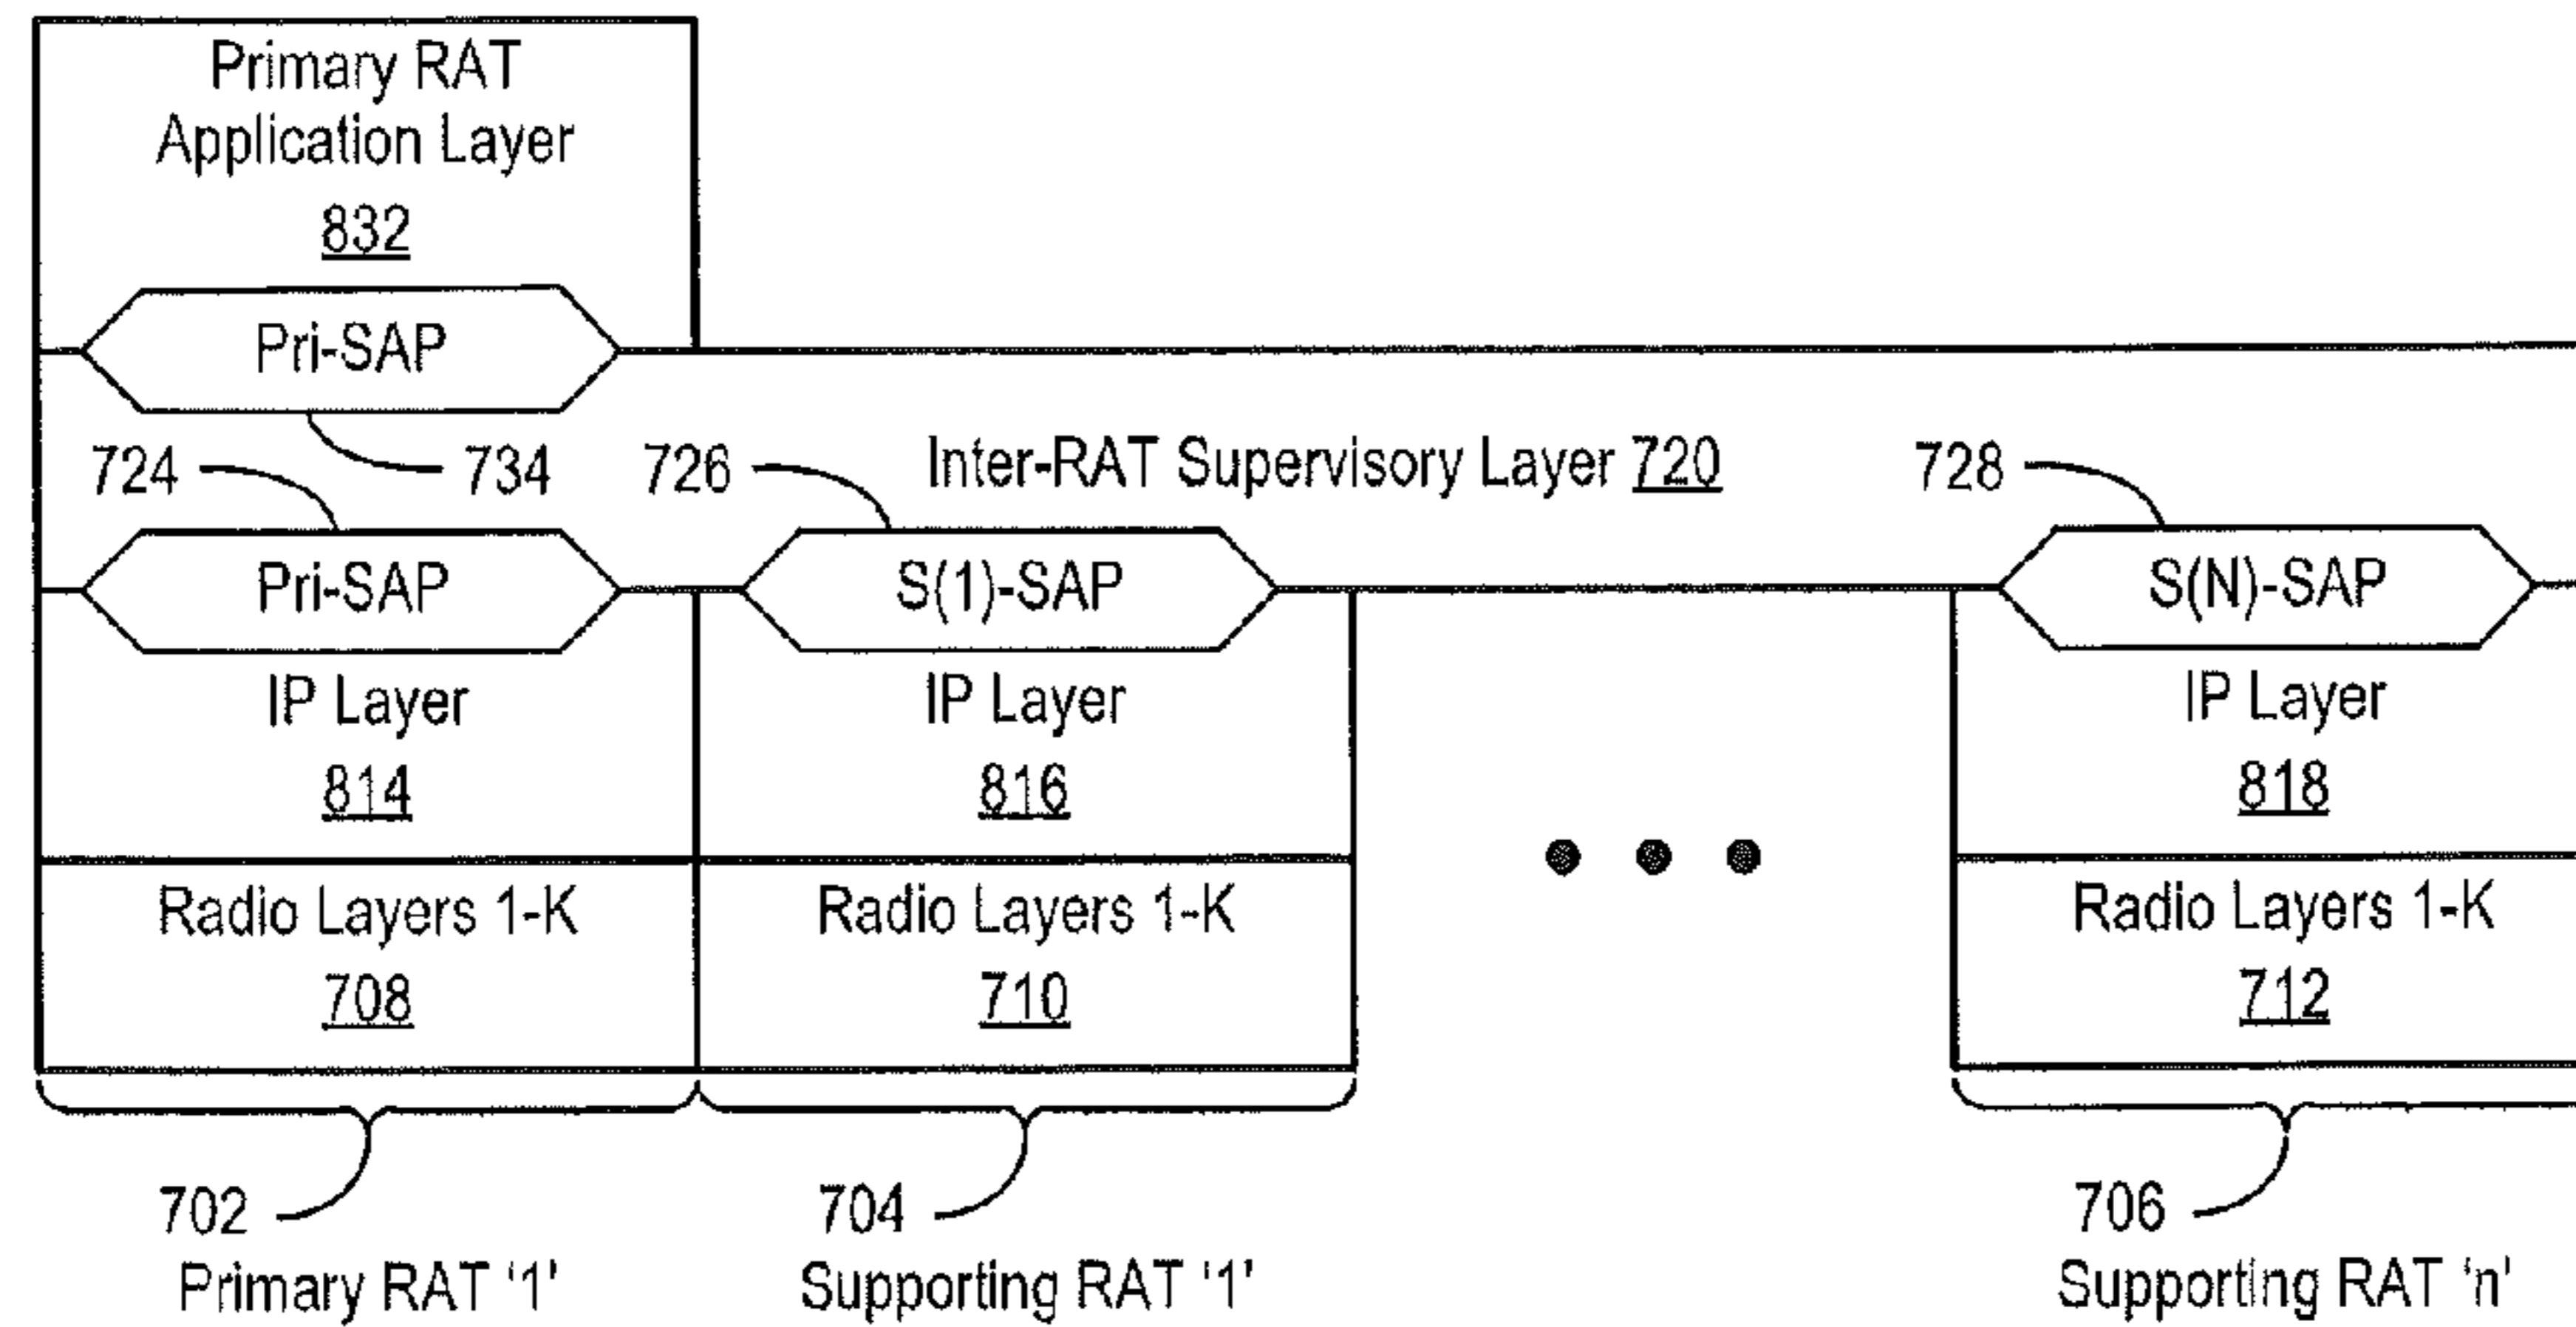 Primary RAT
Application Layer
832
Pri-SAP
724
734
726
Inter-RAT Supervisory Layer 720
728
Pri-SAP
S(1)-SAP
S(N)-SAP
IP Layer
IP Layer
IP Layer
814
816
818
Radio Layers 1-K
Radio Layers 1-K
Radio Layers 1-K
708
710
712
702
704
706
Primary RAT '1'
Supporting RAT '1'
Supporting RAT 'n'